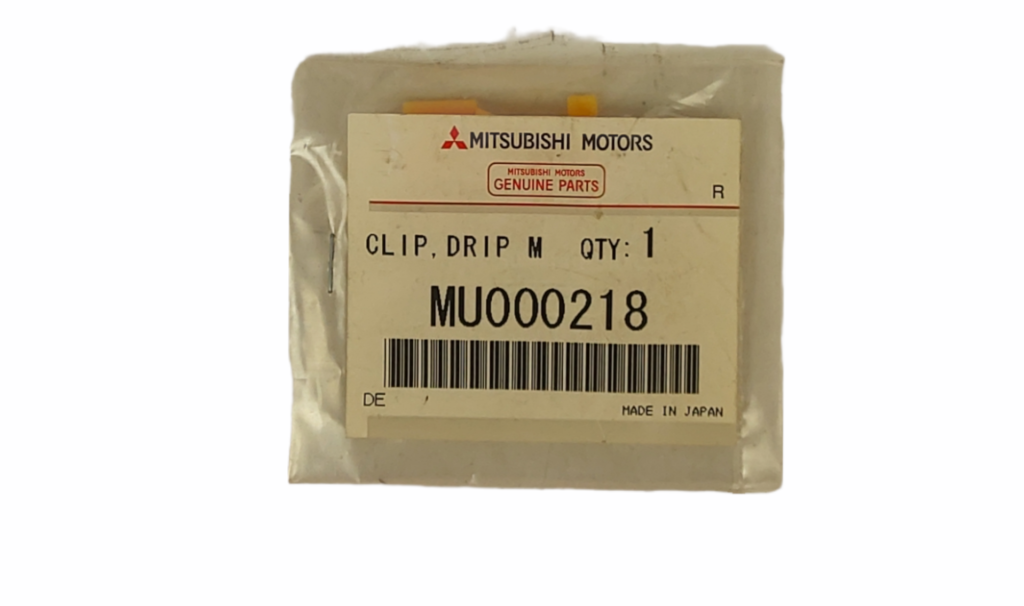 MITSUBISHI MOTORS
MITSUBISHI MOTORS
GENUINE PARTS
R
CLIP, DRIP M QTY: 1
MU000218
DE
MADE IN JAPAN